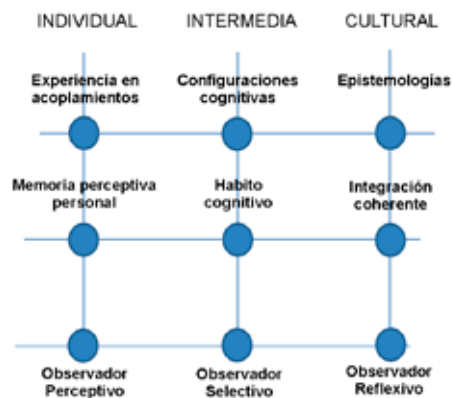 INDIVIDUAL INTERMEDIA CULTURAL
Experiencia en
acoplamientos
Configuraciones
cognitivas
Epistemologias
Memoria perceptiva
personal
Habito
cognitivo
Integración
coherente
Observador
Perceptivo
Observador
Selectivo
Observador
Reflexivo